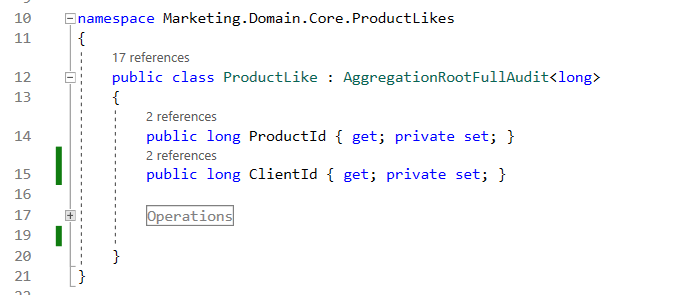 10 namespace Marketing.Domain.Core.ProductLikes
11 {
17 references
12 public class ProductLike : AggregationRootFullAudit<long>
13 {
2 references
14 public long ProductId { get; private set; }
2 references
15 public long ClientId { get; private set; }
16
17 Operations
19
20 }
21 }